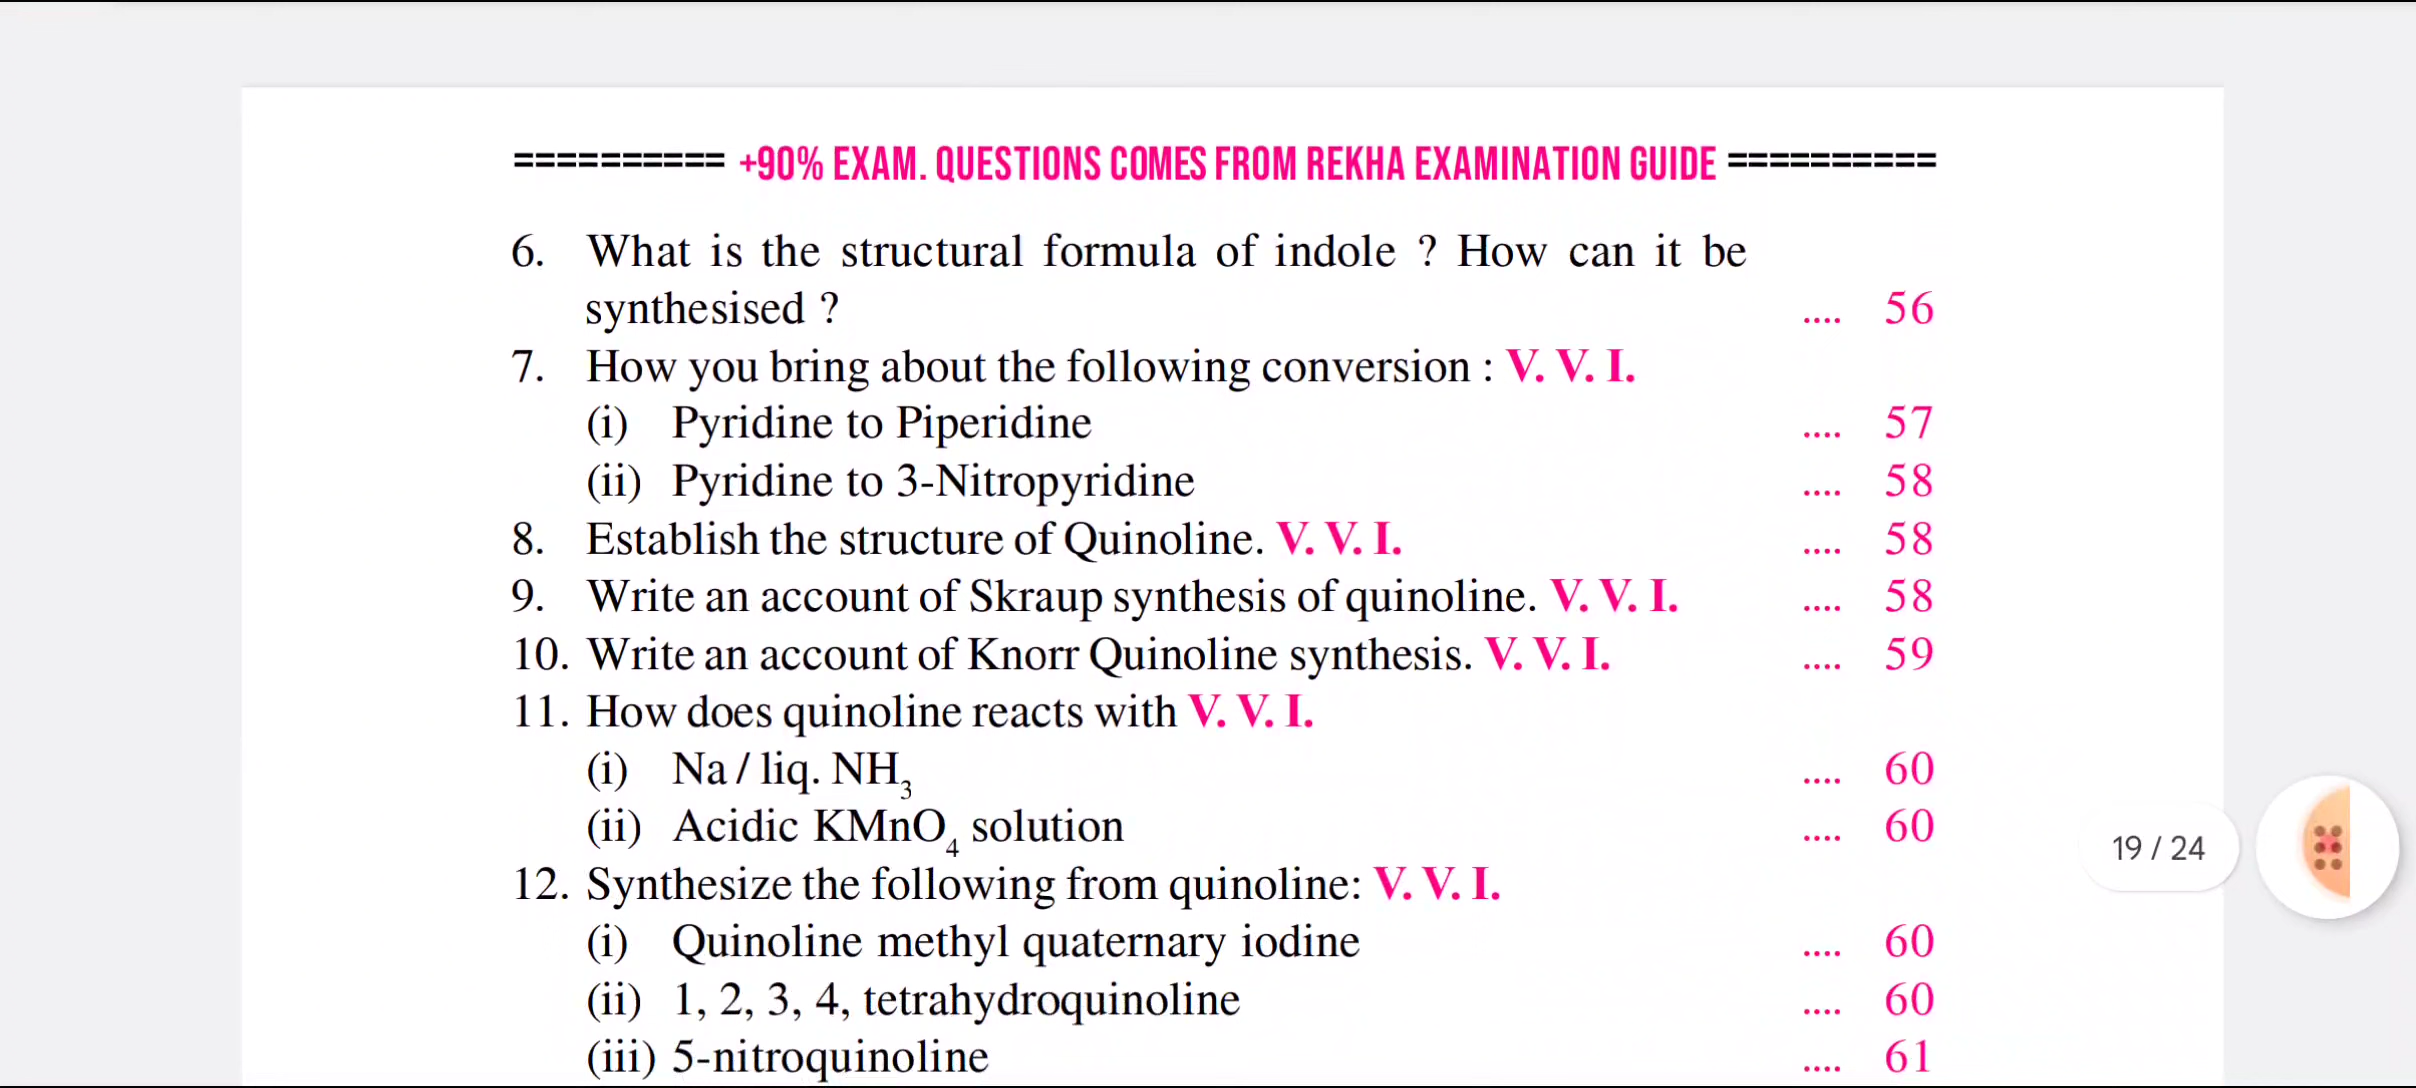 ========== +90% EXAM. QUESTIONS COMES FROM REKHA EXAMINATION GUIDE ==========
6. What is the structural formula of indole ? How can it be
synthesised ? .... 56
7. How you bring about the following conversion : V. V. I.
(i) Pyridine to Piperidine .... 57
(ii) Pyridine to 3-Nitropyridine .... 58
8. Establish the structure of Quinoline. V. V. I. .... 58
9. Write an account of Skraup synthesis of quinoline. V. V. I. .... 58
10. Write an account of Knorr Quinoline synthesis. V. V. I. .... 59
11. How does quinoline reacts with V. V. I.
(i) Na / liq. NH₃ .... 60
(ii) Acidic KMnO₄ solution .... 60
12. Synthesize the following from quinoline: V. V. I.
(i) Quinoline methyl quaternary iodine .... 60
(ii) 1, 2, 3, 4, tetrahydroquinoline .... 60
(iii) 5-nitroquinoline .... 61
19 / 24